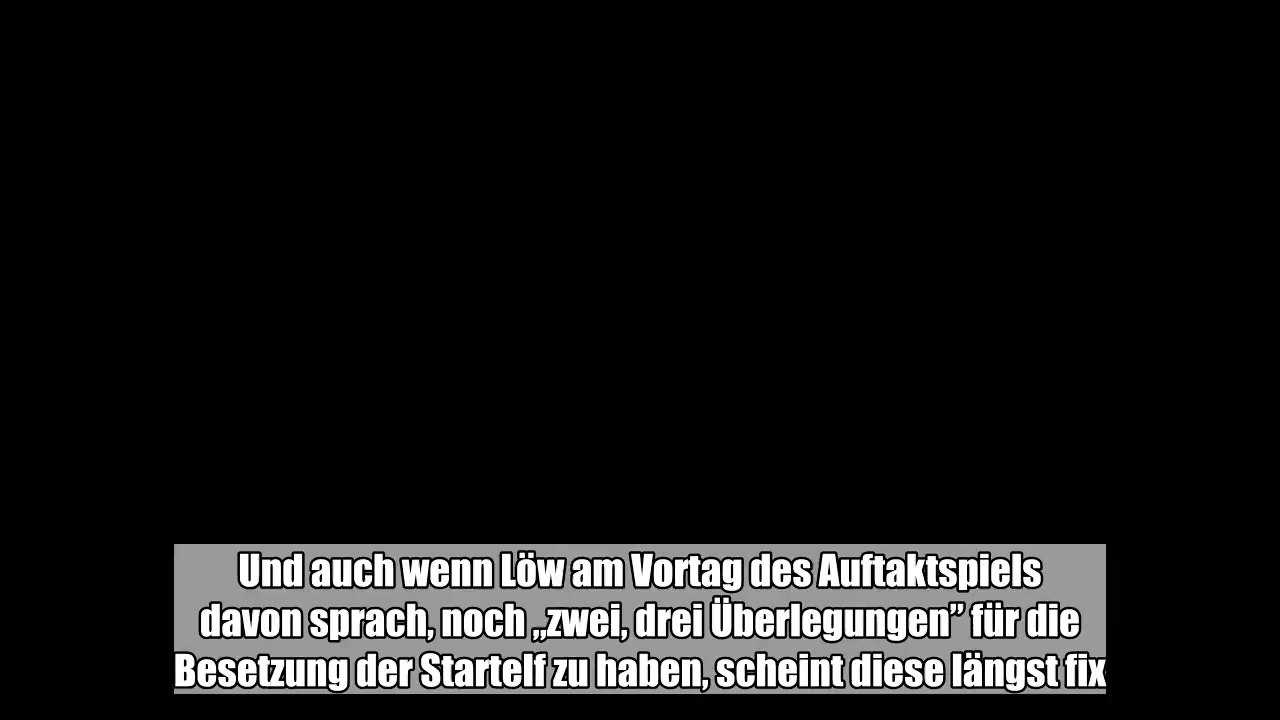 Und auch wenn Löw am Vortag des Auftaktspiels
davon sprach, noch „zwei, drei Überlegungen” für die
Besetzung der Startelf zu haben, scheint diese längst fix